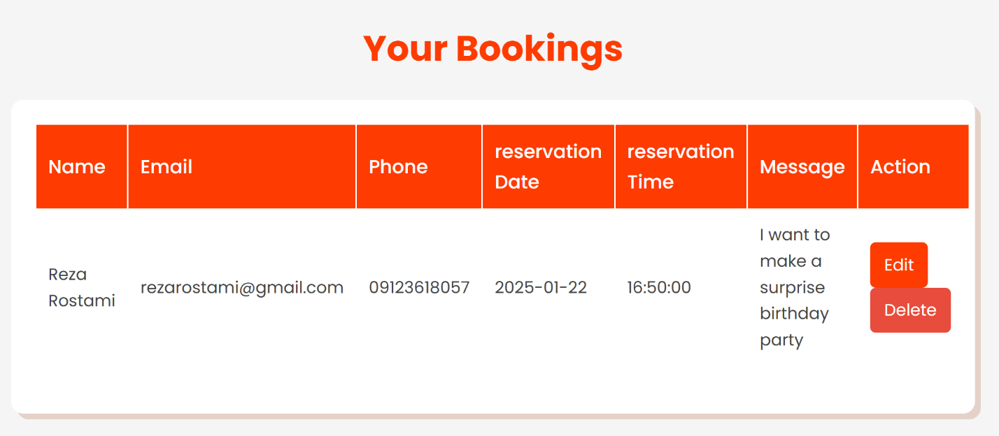 Your Bookings
Name
Email
Phone
reservation
Date
reservation
Time
Message
Action
Reza
Rostami
rezarostami@gmail.com
09123618057
2025-01-22
16:50:00
I want to
make a
surprise
birthday
party
Edit
Delete